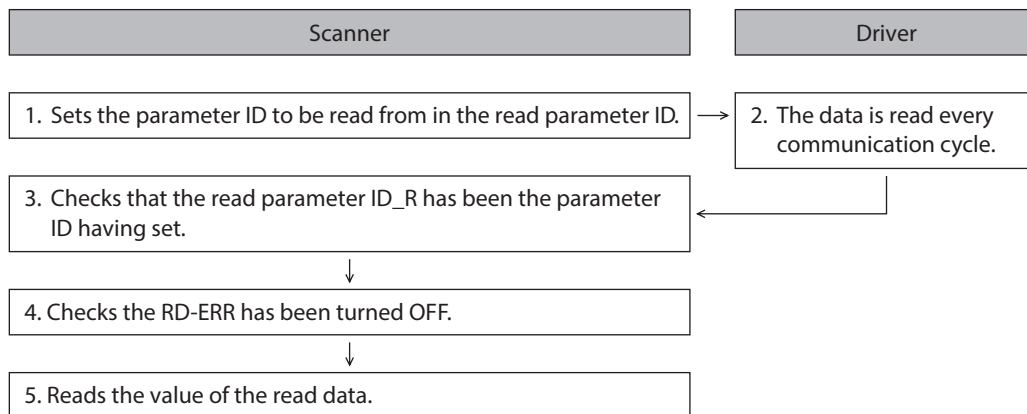 Scanner
Driver
1. Sets the parameter ID to be read from in the read parameter ID.
2. The data is read every
communication cycle.
3. Checks that the read parameter ID_R has been the parameter
ID having set.
4. Checks the RD-ERR has been turned OFF.
5. Reads the value of the read data.